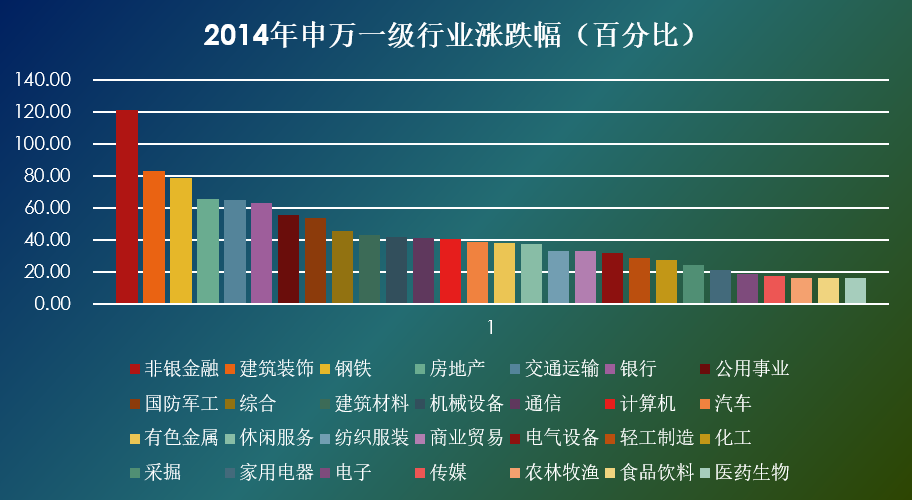 2014年申万一级行业涨跌幅（百分比）
140.00
120.00
100.00
80.00
60.00
40.00
20.00
0.00
1
非银金融 建筑装饰 钢铁 房地产 交通运输 银行 公用事业
国防军工 综合 建筑材料 机械设备 通信 计算机 汽车
有色金属 休闲服务 纺织服装 商业贸易 电气设备 轻工制造 化工
采掘 家用电器 电子 传媒 农林牧渔 食品饮料 医药生物